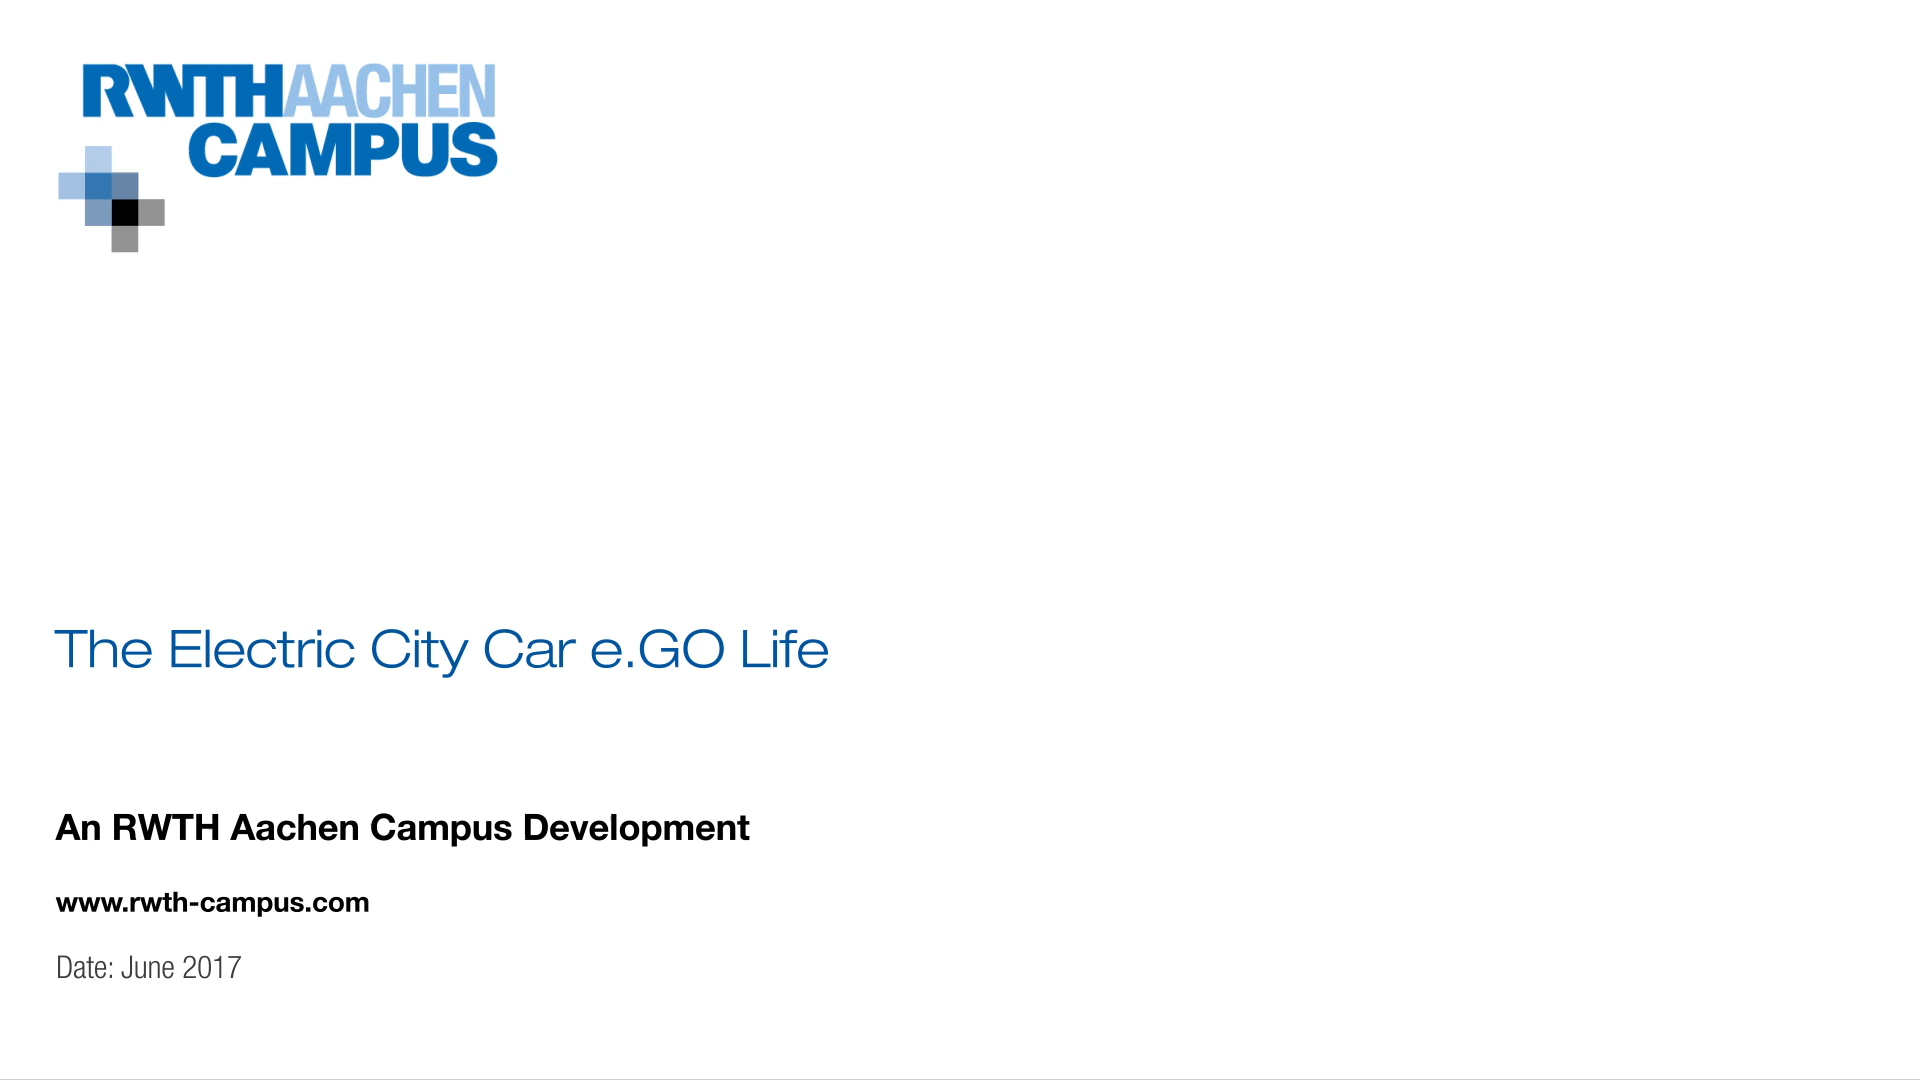 RWTHAACHEN
CAMPUS
The Electric City Car e.GO Life
An RWTH Aachen Campus Development
www.rwth-campus.com
Date: June 2017